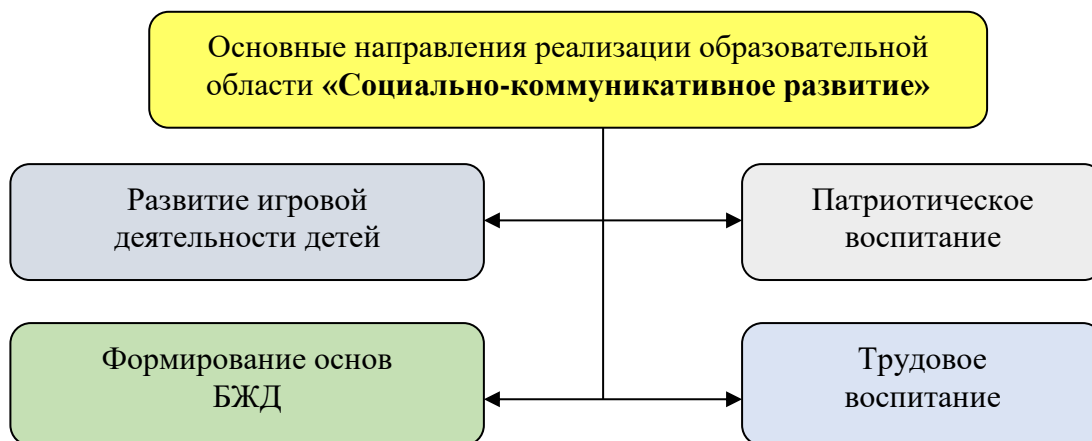 Основные направления реализации образовательной
области «Социально-коммуникативное развитие»
Развитие игровой
деятельности детей
Патриотическое
воспитание
Формирование основ
БЖД
Трудовое
воспитание